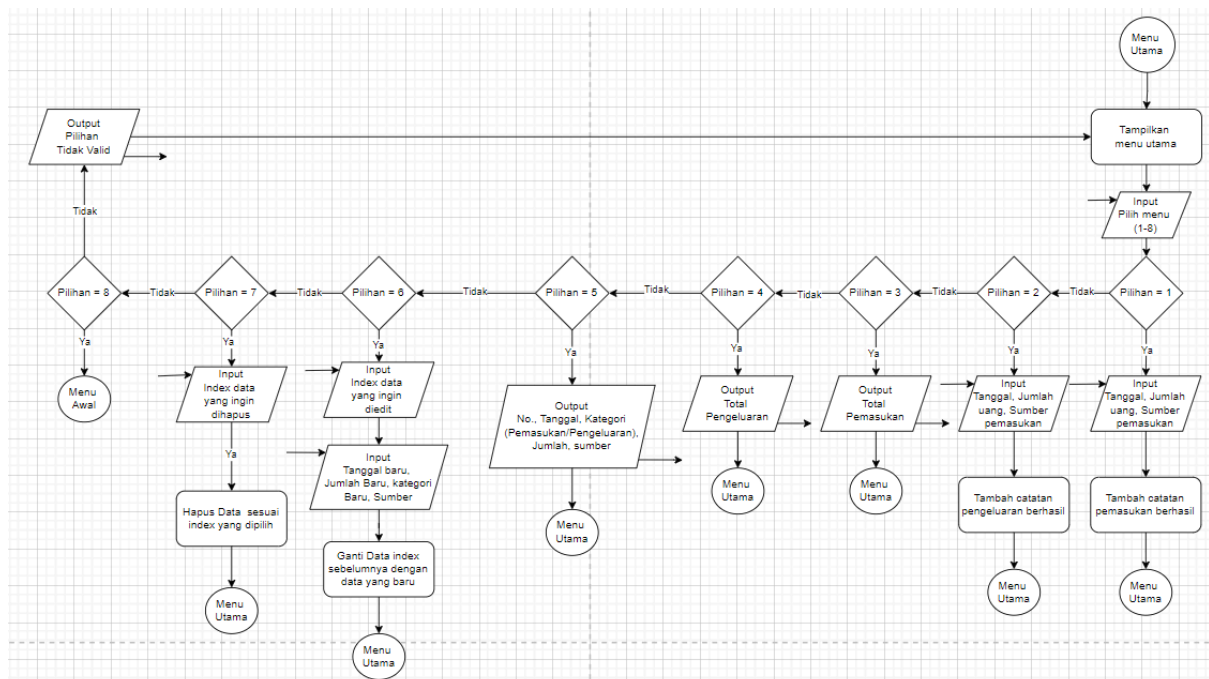 Menu
Utama
Output
Pilihan
Tidak Valid
Tampilkan
menu utama
Input
Pilih menu
(1-8)
Tidak
Pilihan = 8
Tidak
Pilihan = 7
Tidak
Pilihan = 6
Tidak
Pilihan = 5
Tidak
Pilihan = 4
Tidak
Pilihan = 3
Tidak
Pilihan = 2
Tidak
Pilihan = 1
Ya
Ya
Ya
Ya
Ya
Ya
Ya
Ya
Menu
Awal
Input
Index data
yang ingin
dihapus
Input
Index data
yang ingin
diedit
Output
No., Tanggal, Kategori
(Pemasukan/Pengeluaran),
Jumlah, sumber
Output
Total
Pengeluaran
Output
Total
Pemasukan
Input
Tanggal, Jumlah
uang, Sumber
pemasukan
Input
Tanggal, Jumlah
uang, Sumber
pemasukan
Ya
Input
Tanggal baru,
Jumlah Baru, kategori
Baru, Sumber
Menu
Utama
Menu
Utama
Menu
Utama
Hapus Data sesuai
index yang dipilih
Tambah catatan
pengeluaran berhasil
Tambah catatan
pemasukan berhasil
Ganti Data index
sebelumnya dengan
data yang baru
Menu
Utama
Menu
Utama
Menu
Utama
Menu
Utama